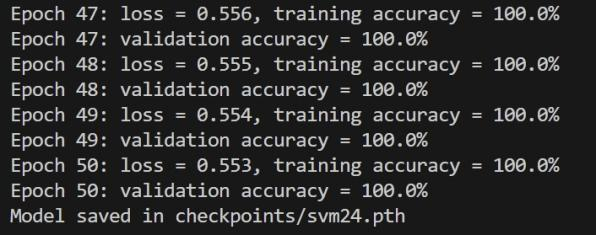 Epoch 47: loss = 0.556, training accuracy = 100.0%
Epoch 47: validation accuracy = 100.0%
Epoch 48: loss = 0.555, training accuracy = 100.0%
Epoch 48: validation accuracy = 100.0%
Epoch 49: loss = 0.554, training accuracy = 100.0%
Epoch 49: validation accuracy = 100.0%
Epoch 50: loss = 0.553, training accuracy = 100.0%
Epoch 50: validation accuracy = 100.0%
Model saved in checkpoints/svm24.pth